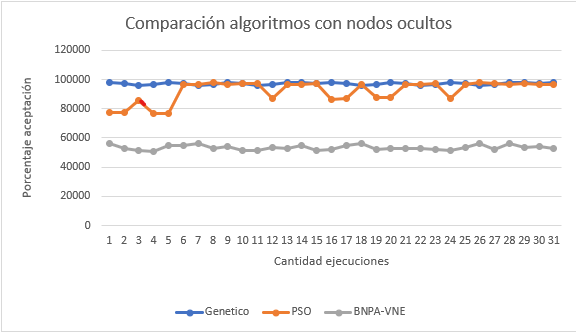 Comparación algoritmos con nodos ocultos
120000
100000
80000
60000
40000
20000
0
Porcentaje aceptación
1 2 3 4 5 6 7 8 9 10 11 12 13 14 15 16 17 18 19 20 21 22 23 24 25 26 27 28 29 30 31
Cantidad ejecuciones
Genetico PSO BNPA-VNE